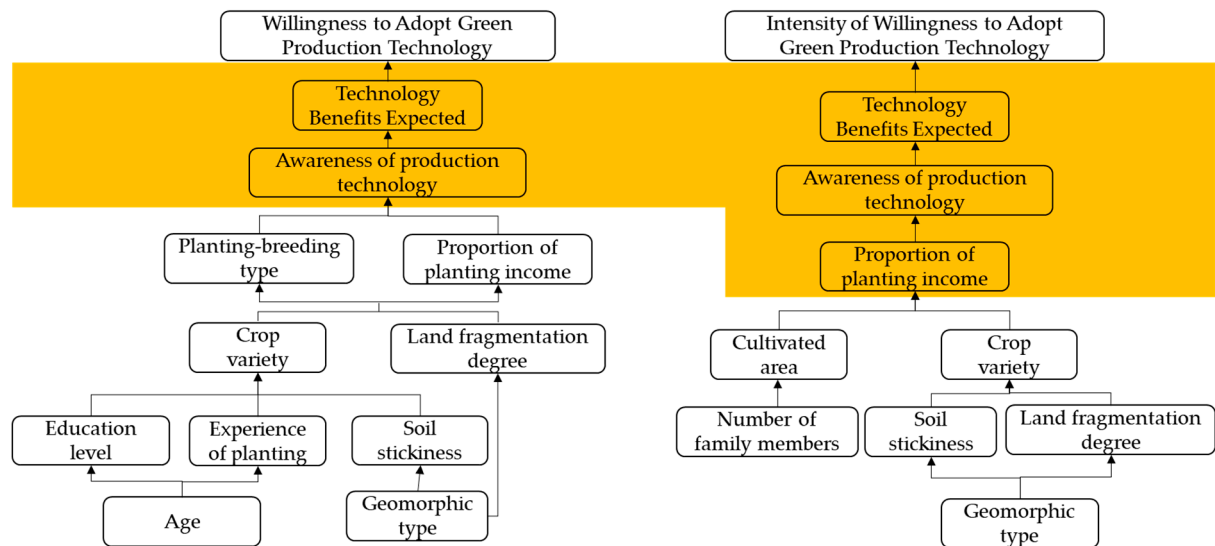 Willingness to Adopt Green
Production Technology
Technology
Benefits Expected
Awareness of production
technology
Planting-breeding
type
Proportion of
planting income
Crop
variety
Land fragmentation
degree
Education
level
Experience
of planting
Soil
stickiness
Age
Geomorphic
type
Intensity of Willingness to Adopt
Green Production Technology
Technology
Benefits Expected
Awareness of production
technology
Proportion of
planting income
Cultivated
area
Crop
variety
Number of
family members
Soil
stickiness
Land fragmentation
degree
Geomorphic
type